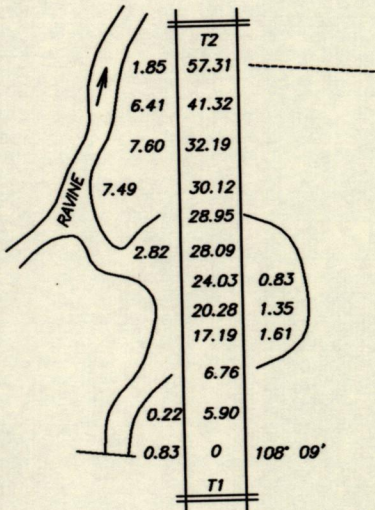 T2
1.85 57.31
6.41 41.32
7.60 32.19
7.49 30.12
RAVINE
28.95
2.82 28.09
24.03 0.83
20.28 1.35
17.19 1.61
6.76
0.22 5.90
0.83 0 108° 09'
T1